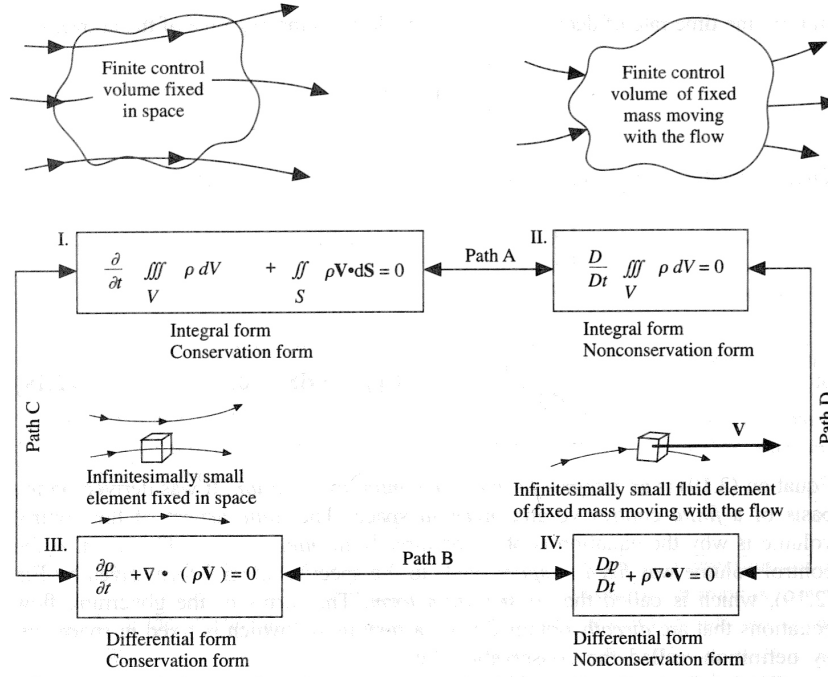 Finite control
volume fixed
in space
Finite control
volume of fixed
mass moving
with the flow
I.
∂/∂t ∭_V ρ dV + ∬_S ρV•dS = 0
Path A
II.
D/Dt ∭_V ρ dV = 0
Integral form
Conservation form
Integral form
Nonconservation form
Path C
Path D
V
Infinitesimally small
element fixed in space
Infinitesimally small fluid element
of fixed mass moving with the flow
III.
∂ρ/∂t + ∇ • (ρV) = 0
Path B
IV.
Dp/Dt + ρ∇•V = 0
Differential form
Conservation form
Differential form
Nonconservation form